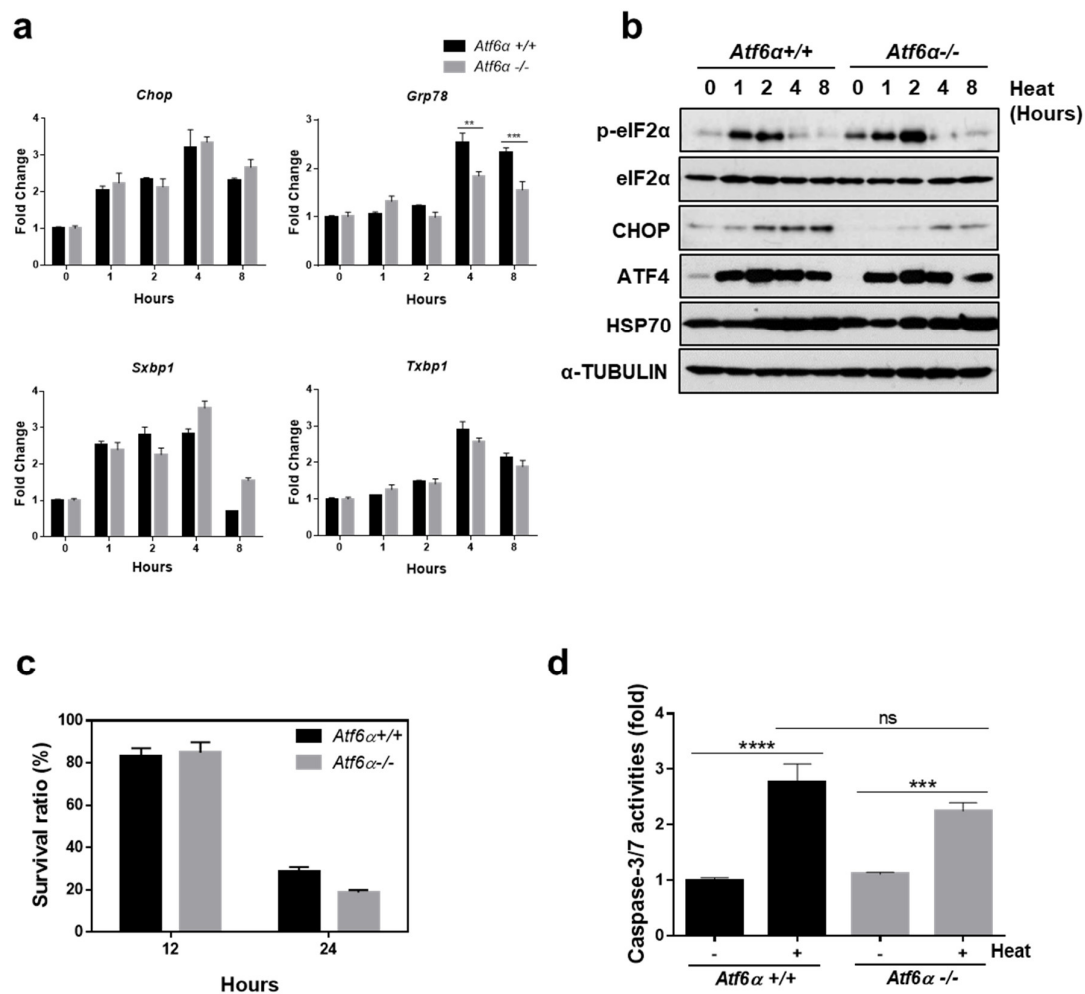 a
Atf6α +/+
Atf6α -/-
Chop
Fold Change
4
3
2
1
0
0 1 2 4 8
Hours
Grp78
Fold Change
3
2
1
0
** ***
0 1 2 4 8
Hours
Sxbp1
Fold Change
4
3
2
1
0
0 1 2 4 8
Hours
Txbp1
Fold Change
4
3
2
1
0
0 1 2 4 8
Hours
b
Atf6α+/+ Atf6α-/-
0 1 2 4 8 0 1 2 4 8 Heat
(Hours)
p-eIF2α
eIF2α
CHOP
ATF4
HSP70
α-TUBULIN
c
Survival ratio (%)
100
80
60
40
20
0
Atf6α+/+
Atf6α-/-
12 24
Hours
d
Caspase-3/7 activities (fold)
4
3
2
1
0
ns
****
***
- + - + Heat
Atf6α +/+ Atf6α -/-